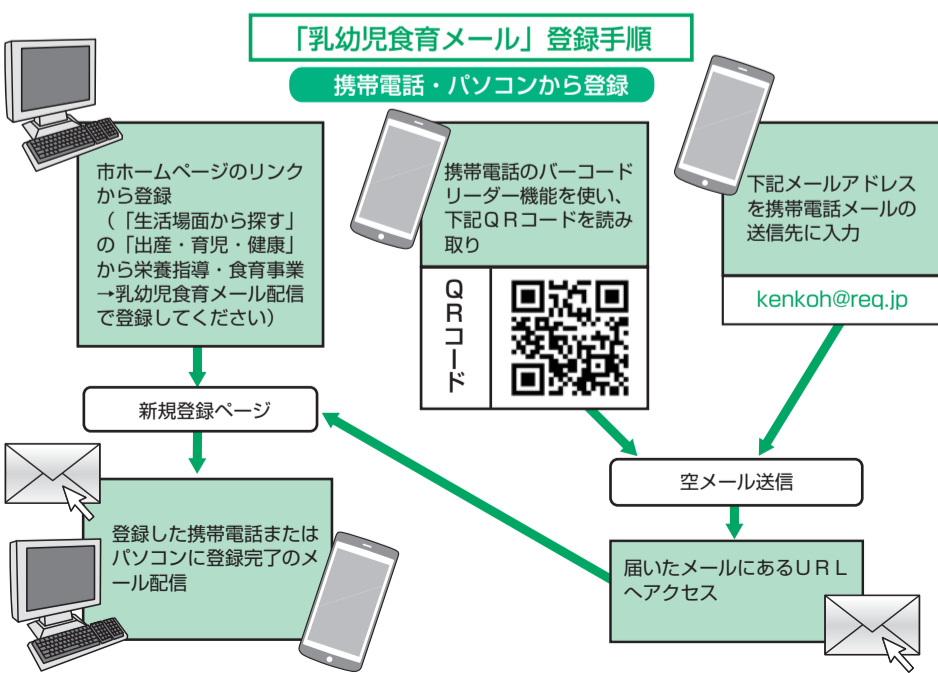 「乳幼児食育メール」登録手順
携帯電話・パソコンから登録
市ホームページのリンク
から登録
（「生活場面から探す」
の「出産・育児・健康」
から栄養指導・食育事業
→乳幼児食育メール配信
で登録してください）
携帯電話のバーコード
リーダー機能を使い、
下記ＱＲコードを読み
取り
ＱＲコード
下記メールアドレス
を携帯電話メールの
送信先に入力
kenkoh@req.jp
新規登録ページ
空メール送信
登録した携帯電話または
パソコンに登録完了のメ
ール配信
届いたメールにあるＵＲＬ
へアクセス